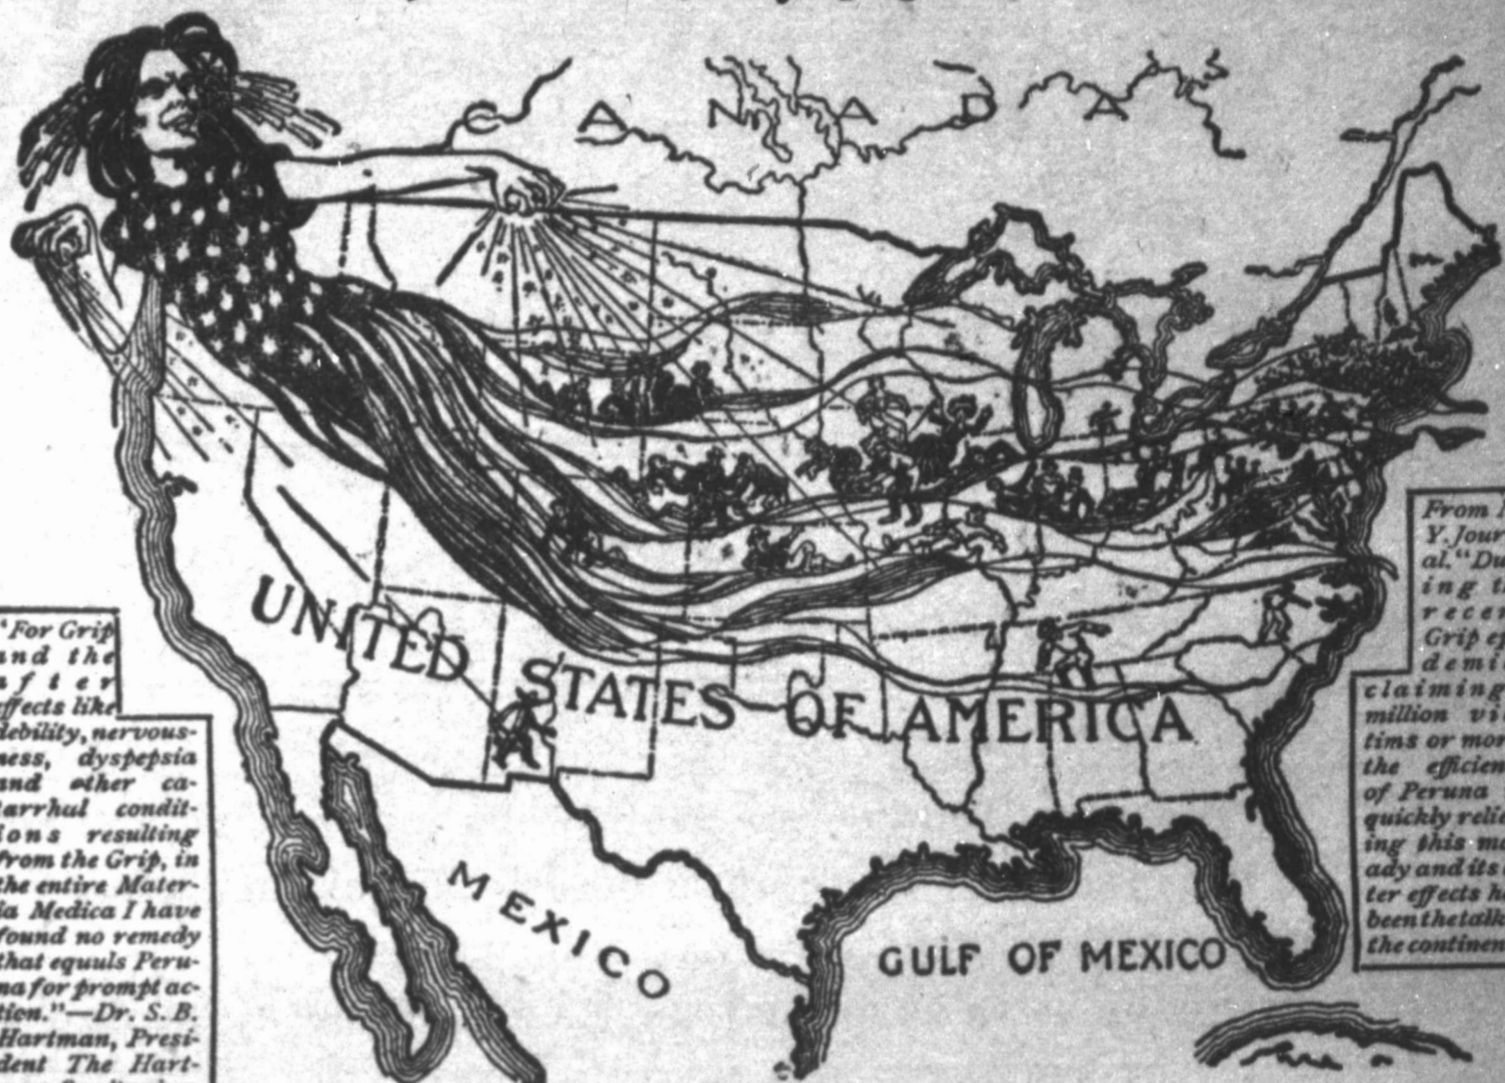 CANADA
UNITED STATES OF AMERICA
MEXICO
GULF OF MEXICO
"For Grip
and the
after
effects like
debility, nervous-
ness, dyspepsia
and other ca-
tarrhal condit-
ions resulting
from the Grip, in
the entire Mater-
ia Medica I have
found no remedy
that equuls Peru-
na for prompt ac-
tion."—Dr. S. B.
Hartman, Presi-
dent The Hart-
From
Y. Jour
al. "Du
ing t
recen
Grip ep
demi
claiming
million vi
tims or mor
the efficien
of Peruna
quickly relie
ing this ma
ady and its
ter effects h
been the talk
the continen